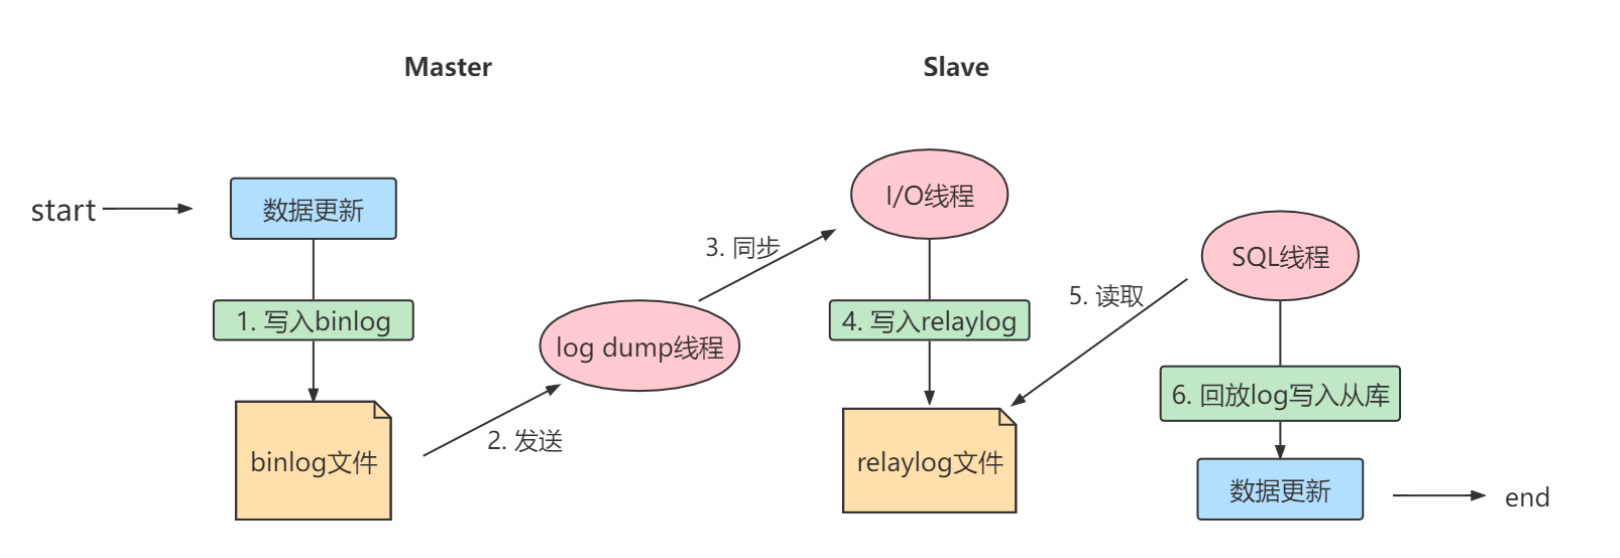 Master
Slave
start
数据更新
1. 写入binlog
binlog文件
2. 发送
log dump线程
3. 同步
I/O线程
4. 写入relaylog
relaylog文件
5. 读取
SQL线程
6. 回放log写入从库
数据更新
end